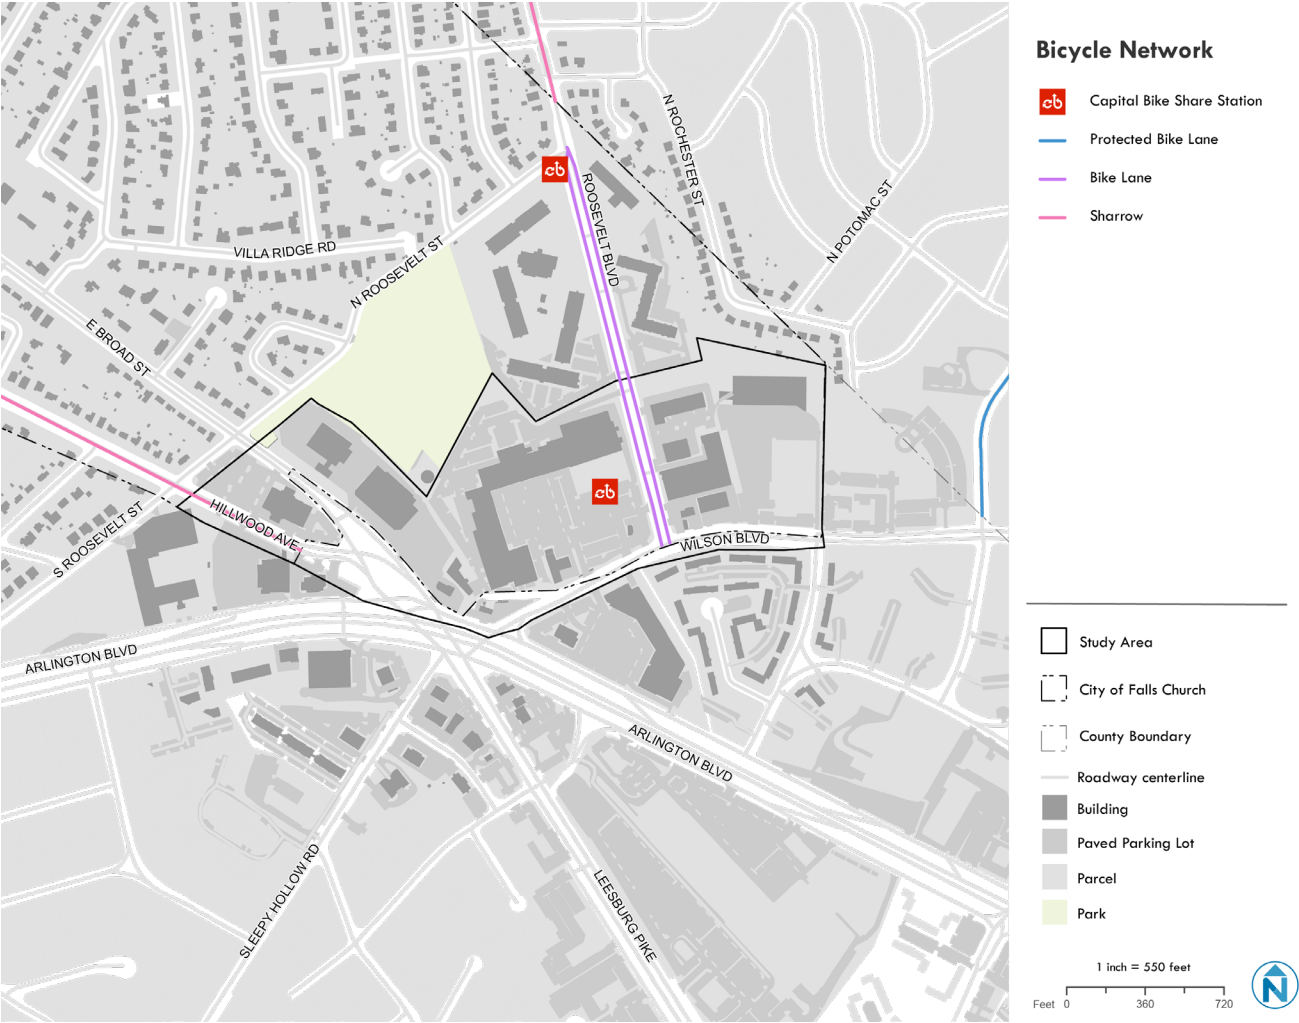 Bicycle Network
Capital Bike Share Station
Protected Bike Lane
Bike Lane
Sharrow
N ROCHESTER ST
ROOSEVELT BLVD
N POTOMAC ST
VILLA RIDGE RD
N ROOSEVELT ST
E BROAD ST
HILLWOOD AVE
S ROOSEVELT ST
WILSON BLVD
ARLINGTON BLVD
ARLINGTON BLVD
SLEEPY HOLLOW RD
LEESBURG PIKE
cb
cb
cb
Study Area
City of Falls Church
County Boundary
Roadway centerline
Building
Paved Parking Lot
Parcel
Park
1 inch = 550 feet
Feet 0 360 720
N